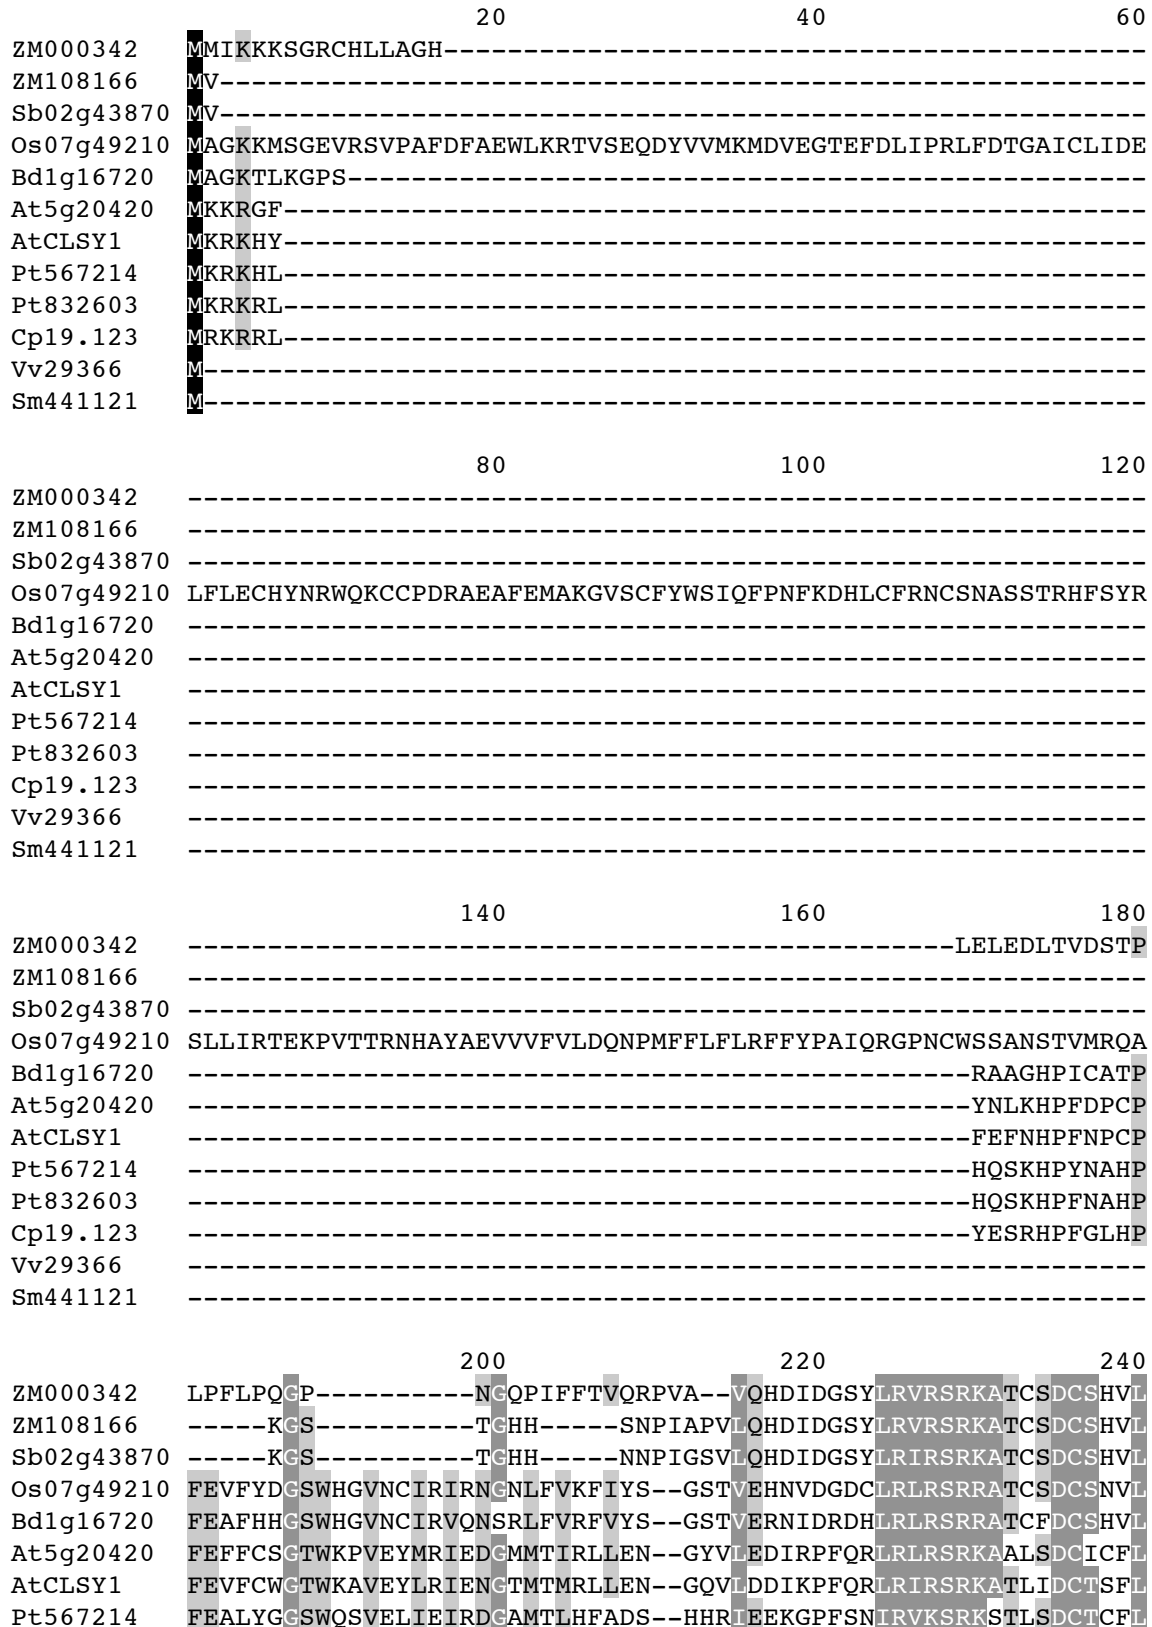 20 40 60
ZM000342 MMIKKKSGRCHLLAGH--------------------------------------------
ZM108166 MV----------------------------------------------------------
Sb02g43870 MV----------------------------------------------------------
Os07g49210 MAGKKMSGEVRSVPAFDFAEWLKRTVSEQDYVVMKMDVEGTEFDLIPRLFDTGAICLIDE
Bd1g16720 MAGKTLKGPS--------------------------------------------------
At5g20420 MKKRGF------------------------------------------------------
AtCLSY1 MKRKHY------------------------------------------------------
Pt567214 MKRKHL------------------------------------------------------
Pt832603 MKRKRL------------------------------------------------------
Cp19.123 MRKRRL------------------------------------------------------
Vv29366 M-----------------------------------------------------------
Sm441121 M-----------------------------------------------------------
80 100 120
ZM000342 ------------------------------------------------------------
ZM108166 ------------------------------------------------------------
Sb02g43870 ------------------------------------------------------------
Os07g49210 LFLECHYNRWQKCCPDRAEAFEMAKGVSCFYWSIQFPNFKDHLCFRNCSNASSTRHFSYR
Bd1g16720 ------------------------------------------------------------
At5g20420 ------------------------------------------------------------
AtCLSY1 ------------------------------------------------------------
Pt567214 ------------------------------------------------------------
Pt832603 ------------------------------------------------------------
Cp19.123 ------------------------------------------------------------
Vv29366 ------------------------------------------------------------
Sm441121 ------------------------------------------------------------
140 160 180
ZM000342 ------------------------------------------------LELEDLTVDSTP
ZM108166 ------------------------------------------------------------
Sb02g43870 ------------------------------------------------------------
Os07g49210 SLLIRTEKPVTTRNHAYAEVVVFVLDQNPMFFLFLRFFYPAIQRGPNCWSSANSTVMRQA
Bd1g16720 -------------------------------------------------RAAGHPICATP
At5g20420 -------------------------------------------------YNLKHPFDPCP
AtCLSY1 -------------------------------------------------FEFNHPFNPCP
Pt567214 -------------------------------------------------HQSKHPYNAHP
Pt832603 -------------------------------------------------HQSKHPFNAHP
Cp19.123 -------------------------------------------------YESRHPFGLHP
Vv29366 ------------------------------------------------------------
Sm441121 ------------------------------------------------------------
200 220 240
ZM000342 LPFLPQGP----------NGQPIFFTVQRPVA--VQHDIDGSYLRVRSRKATCSDCSHVL
ZM108166 -----KGS----------TGHH-----SNPIAPVLQHDIDGSYLRVRSRKATCSDCSHVL
Sb02g43870 -----KGS----------TGHH-----NNPIGSVLQHDIDGSYLRIRSRKATCSDCSHVL
Os07g49210 FEVFYDGSWHGVNCIRIRNGNLFVKFIYS--GSTVEHNVDGDCLRLRSRRATCSDCSNVL
Bd1g16720 FEAFHHGSWHGVNCIRVQNSRLFVRFVYS--GSTVERNIDRDHLRLRSRRATCFDCSHVL
At5g20420 FEFFCSGTWKPVEYMRIEDGMMTIRLLEN--GYVLEDIRPFQRLRLRSRKAALSDCICFL
AtCLSY1 FEVFCWGTWKAVEYLRIENGTMTMRLLEN--GQVLDDIKPFQRLRIRSRKATLIDCTSFL
Pt567214 FEALYGGSWQSVELIEIRDGAMTLHFADS--HHRIEEKGPFSNIRVKSRKSTLSDCTCFL